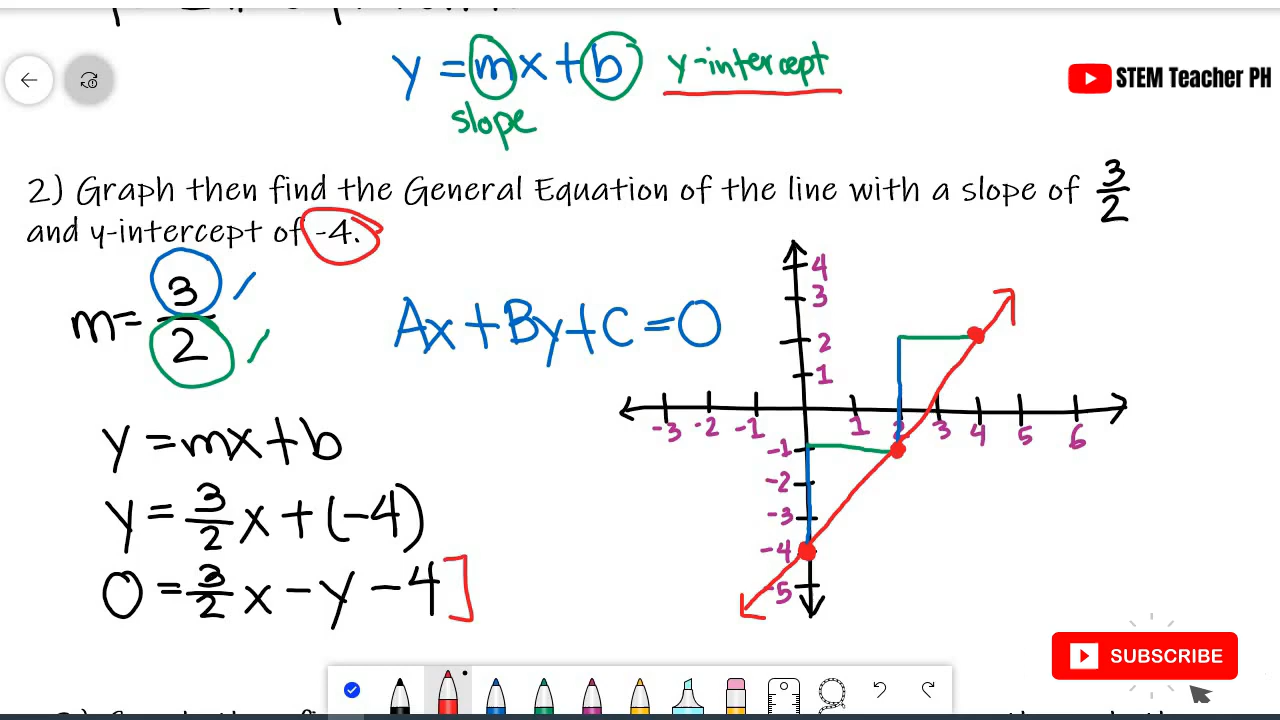 y = mx + b y-intercept
slope
STEM Teacher PH
2) Graph then find the General Equation of the line with a slope of 3/2
and y-intercept of -4.
m = 3/2
Ax + By + C = 0
y = mx + b
y = 3/2 x + (-4)
0 = 3/2 x - y - 4]
4
3
2
1
-3 -2 -1 1 2 3 4 5 6
-1
-2
-3
-4
-5
SUBSCRIBE